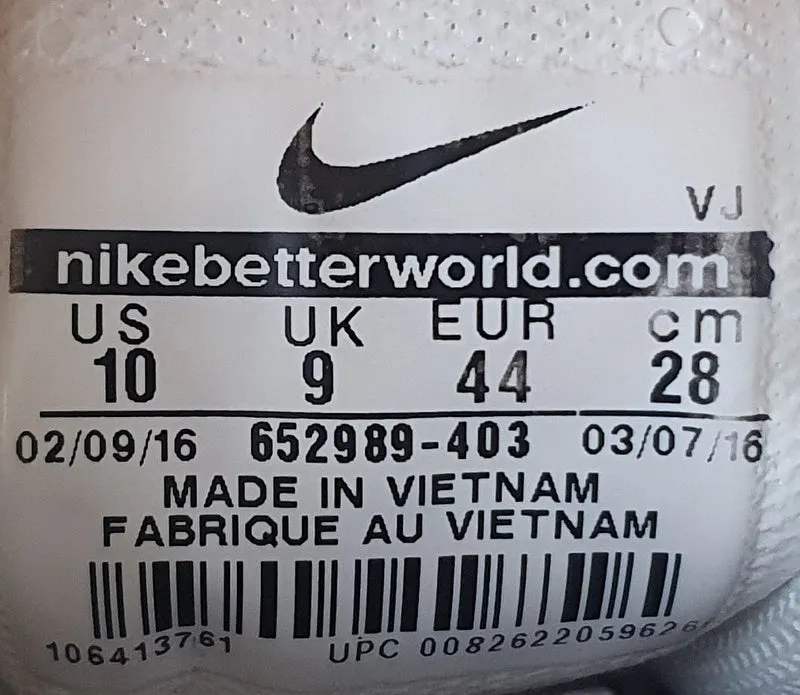 VJ
nikebetterworld.com
US UK EUR cm
10 9 44 28
02/09/16 652989-403 03/07/16
MADE IN VIETNAM
FABRIQUE AU VIETNAM
106413761 UPC 0082622059626